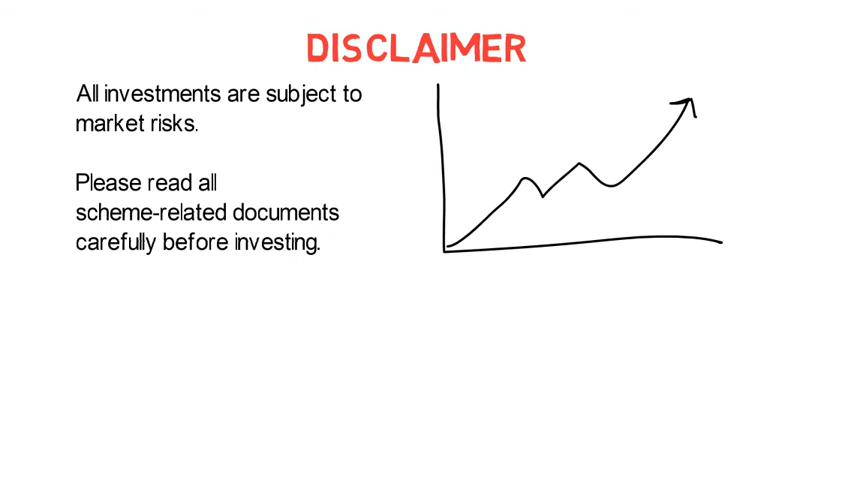 DISCLAIMER
All investments are subject to
market risks.
Please read all
scheme-related documents
carefully before investing.